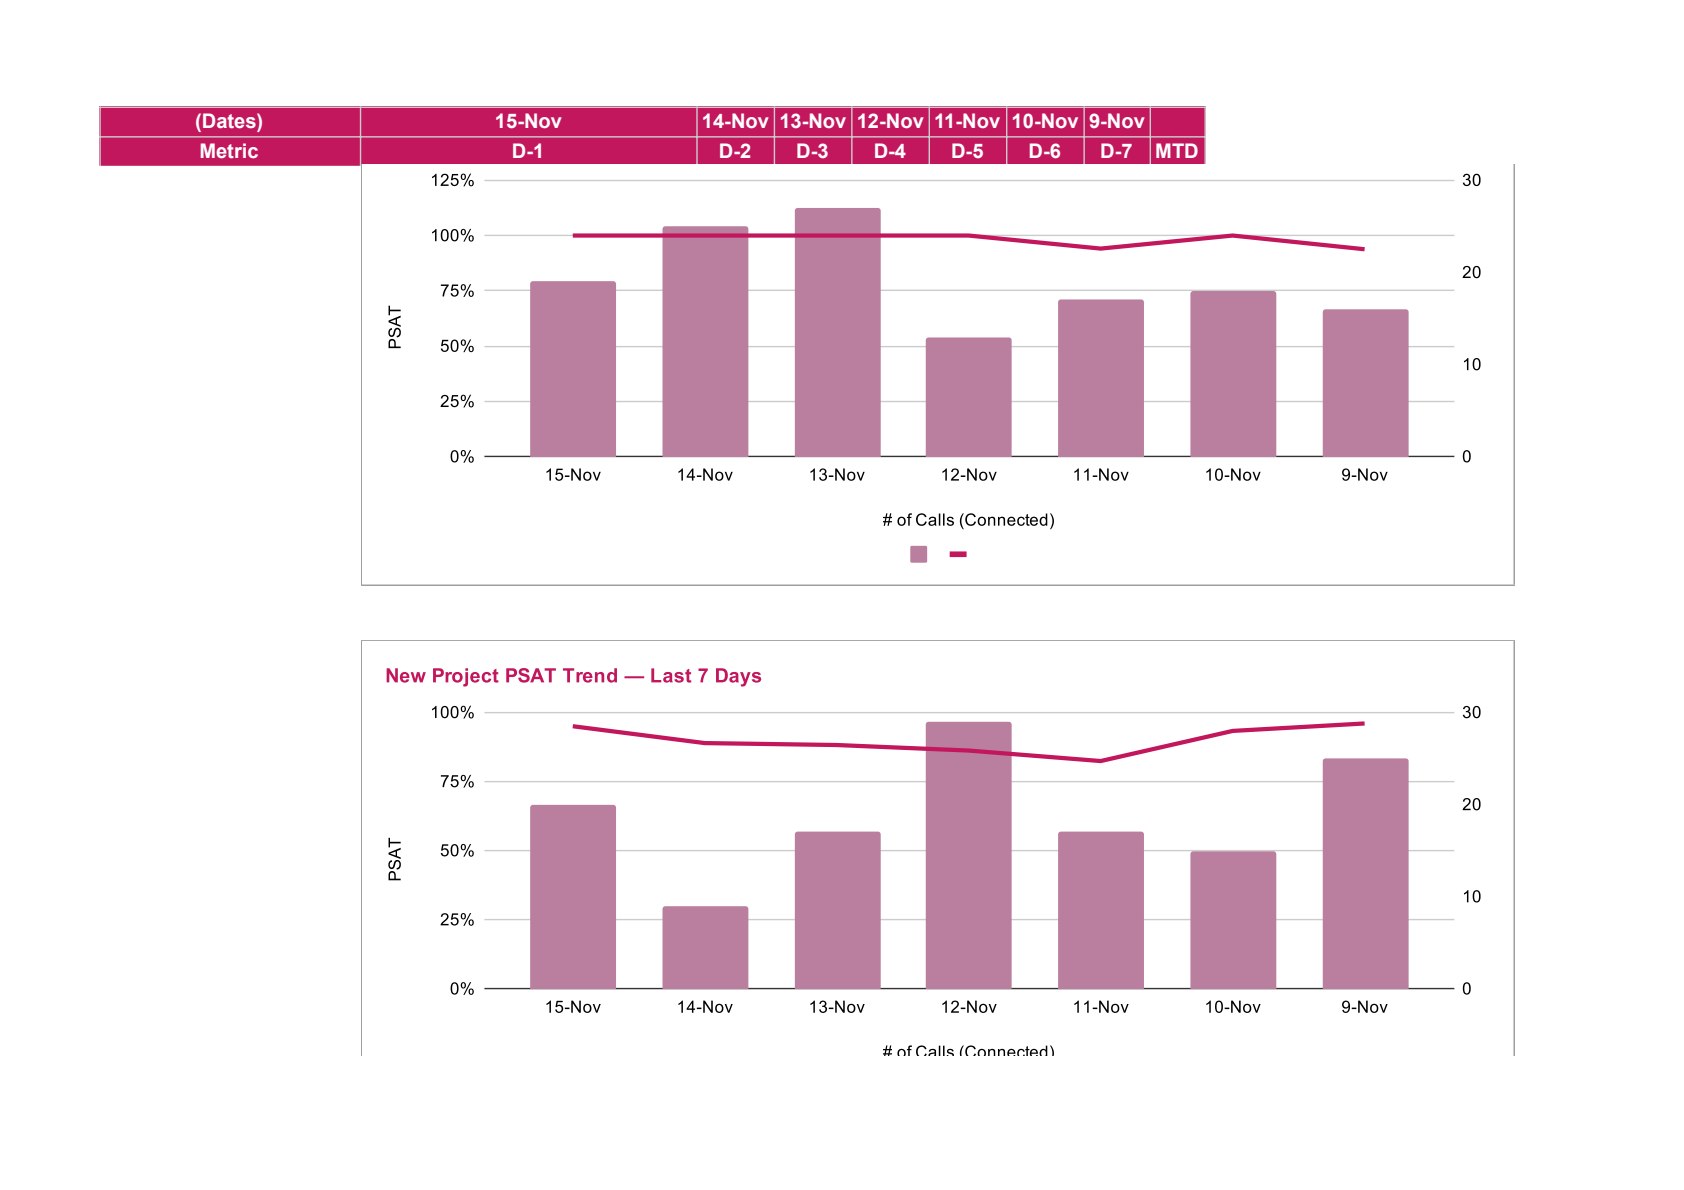 (Dates) 15-Nov 14-Nov 13-Nov 12-Nov 11-Nov 10-Nov 9-Nov
Metric D-1 D-2 D-3 D-4 D-5 D-6 D-7 MTD
125% 30
100%
20
75%
PSAT
50%
10
25%
0% 0
15-Nov 14-Nov 13-Nov 12-Nov 11-Nov 10-Nov 9-Nov
# of Calls (Connected)
New Project PSAT Trend — Last 7 Days
100% 30
75%
20
PSAT
50%
10
25%
0% 0
15-Nov 14-Nov 13-Nov 12-Nov 11-Nov 10-Nov 9-Nov
# of Calls (Connected)